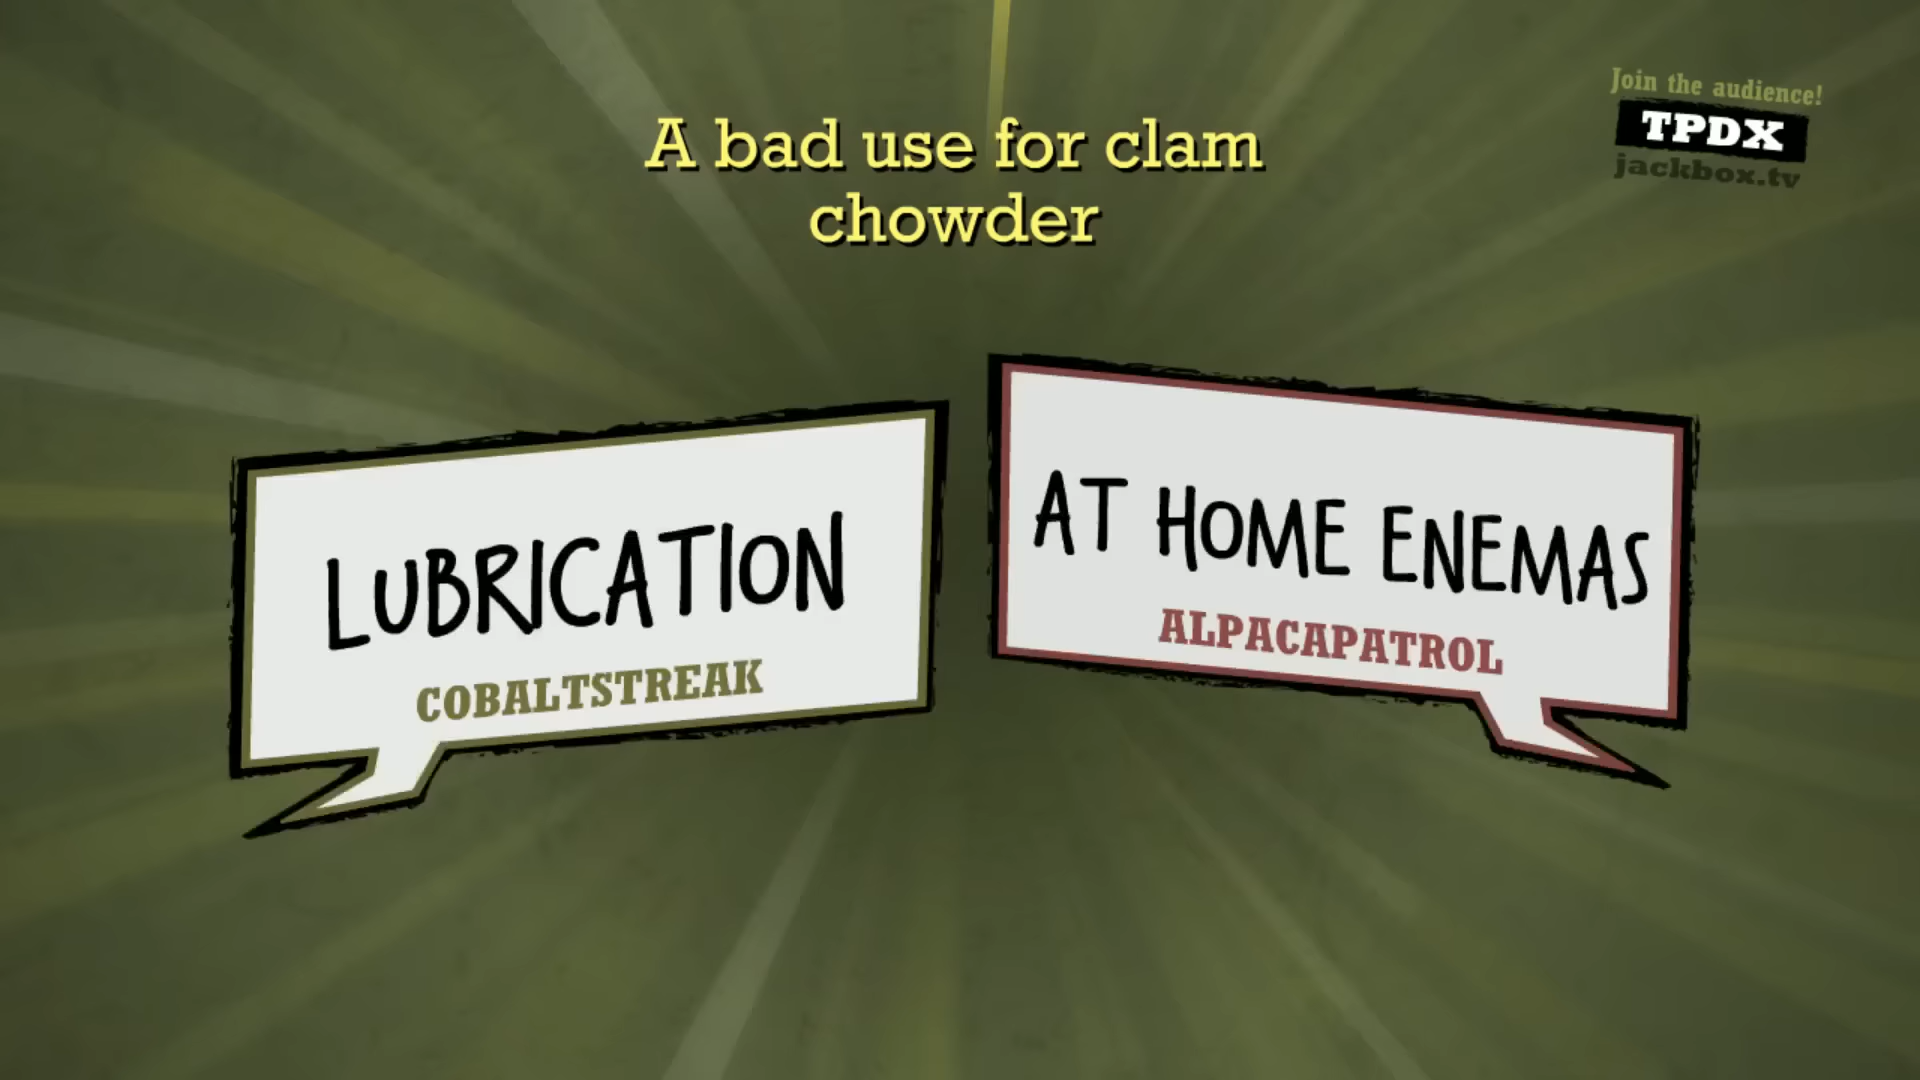 A bad use for clam
chowder
Join the audience!
TPDX
jackbox.tv
LUBRICATION
COBALTSTREAK
AT HOME ENEMAS
ALPACAPATROL